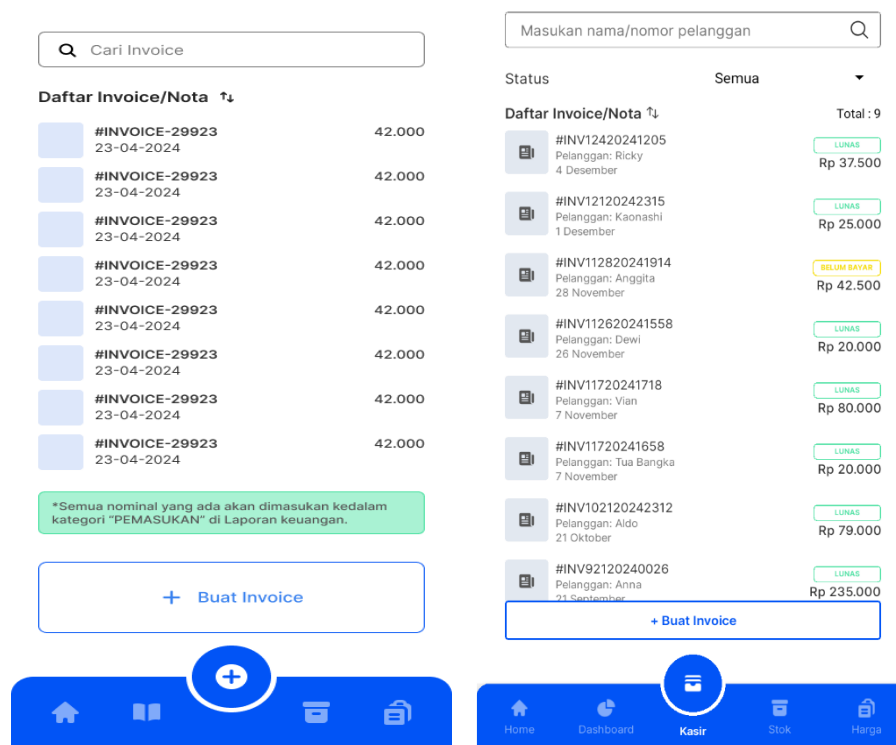 Cari Invoice
Daftar Invoice/Nota
#INVOICE-29923 42.000
23-04-2024
#INVOICE-29923 42.000
23-04-2024
#INVOICE-29923 42.000
23-04-2024
#INVOICE-29923 42.000
23-04-2024
#INVOICE-29923 42.000
23-04-2024
#INVOICE-29923 42.000
23-04-2024
#INVOICE-29923 42.000
23-04-2024
#INVOICE-29923 42.000
23-04-2024
*Semua nominal yang ada akan dimasukan kedalam
kategori "PEMASUKAN" di Laporan keuangan.
+ Buat Invoice
Masukan nama/nomor pelanggan
Status Semua
Daftar Invoice/Nota Total : 9
#INV12420241205 LUNAS
Pelanggan: Ricky Rp 37.500
4 Desember
#INV12120242315 LUNAS
Pelanggan: Kaonashi Rp 25.000
1 Desember
#INV112820241914 BELUM BAYAR
Pelanggan: Anggita Rp 42.500
28 November
#INV112620241558 LUNAS
Pelanggan: Dewi Rp 20.000
26 November
#INV11720241718 LUNAS
Pelanggan: Vian Rp 80.000
7 November
#INV11720241658 LUNAS
Pelanggan: Tua Bangka Rp 20.000
7 November
#INV102120242312 LUNAS
Pelanggan: Aldo Rp 79.000
21 Oktober
#INV92120240026 LUNAS
Pelanggan: Anna Rp 235.000
21 September
+ Buat Invoice
Home Dashboard Kasir Stok Harga